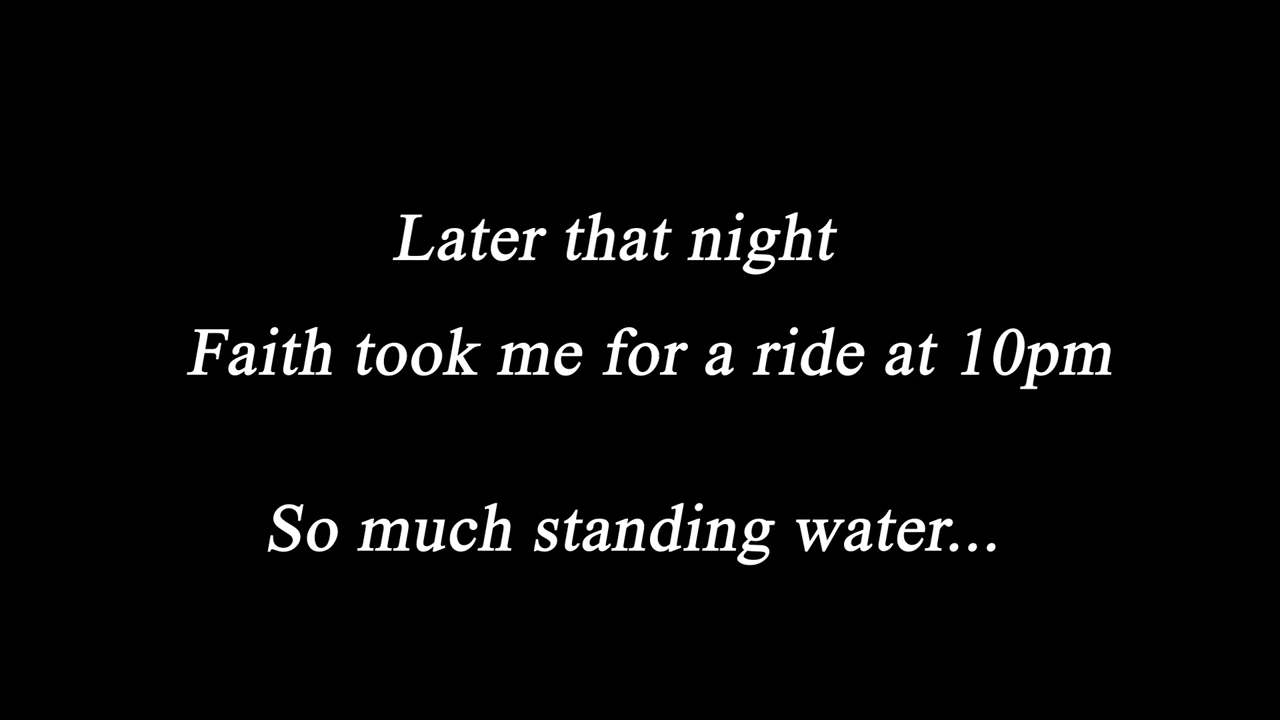 Later that night
Faith took me for a ride at 10pm
So much standing water...